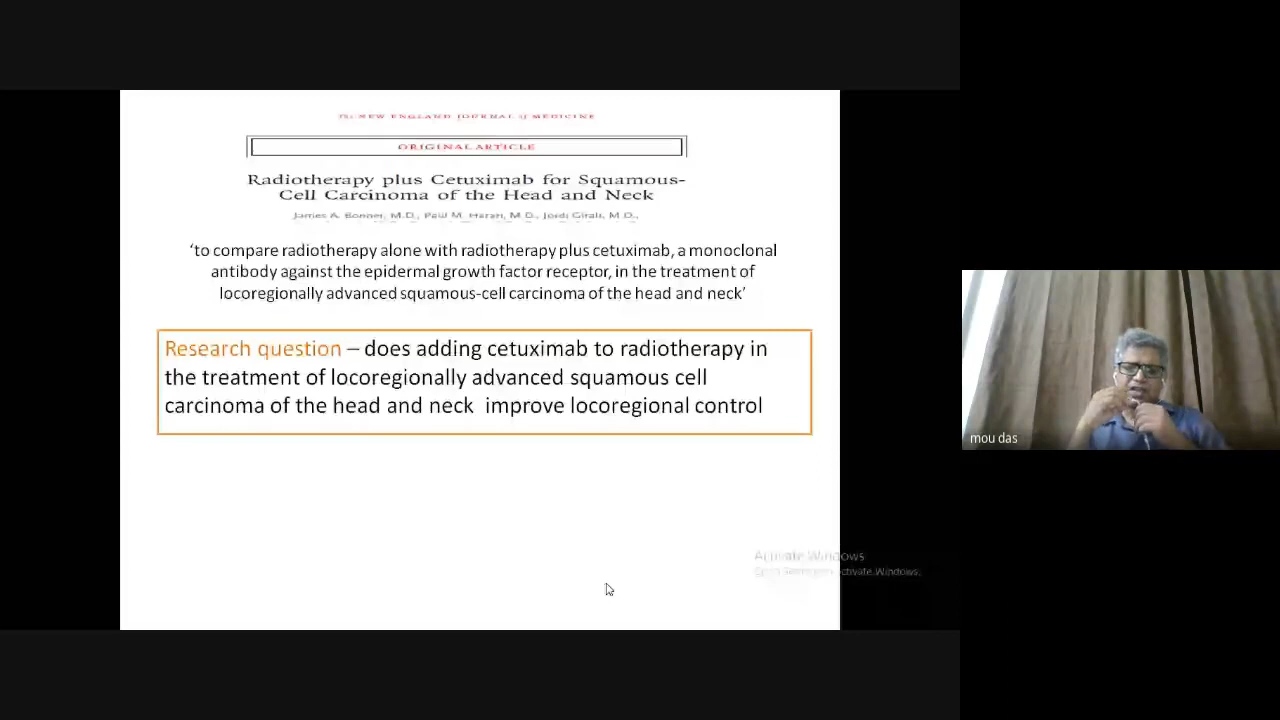 The NEW ENGLAND JOURNAL of MEDICINE
ORIGINAL ARTICLE
Radiotherapy plus Cetuximab for Squamous-
Cell Carcinoma of the Head and Neck
James A. Bonner, M.D., Paul M. Harari, M.D., Jordi Giralt, M.D.,
‘to compare radiotherapy alone with radiotherapy plus cetuximab, a monoclonal
antibody against the epidermal growth factor receptor, in the treatment of
locoregionally advanced squamous-cell carcinoma of the head and neck’
Research question – does adding cetuximab to radiotherapy in
the treatment of locoregionally advanced squamous cell
carcinoma of the head and neck improve locoregional control
mou das
Activate Windows
activate Windows.